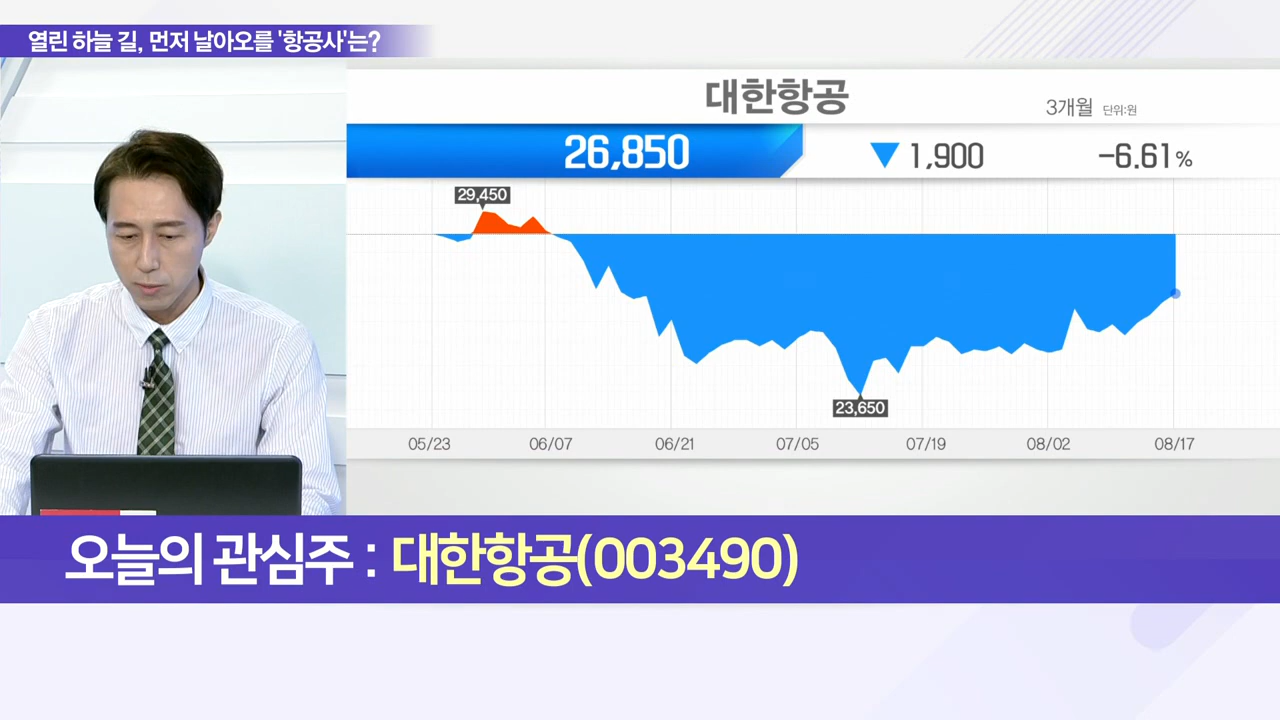 열린 하늘 길, 먼저 날아오를 '항공사'는?
대한항공
3개월 단위:원
26,850 ▼ 1,900 -6.61%
29,450
23,650
05/23 06/07 06/21 07/05 07/19 08/02 08/17
오늘의 관심주 : 대한항공(003490)